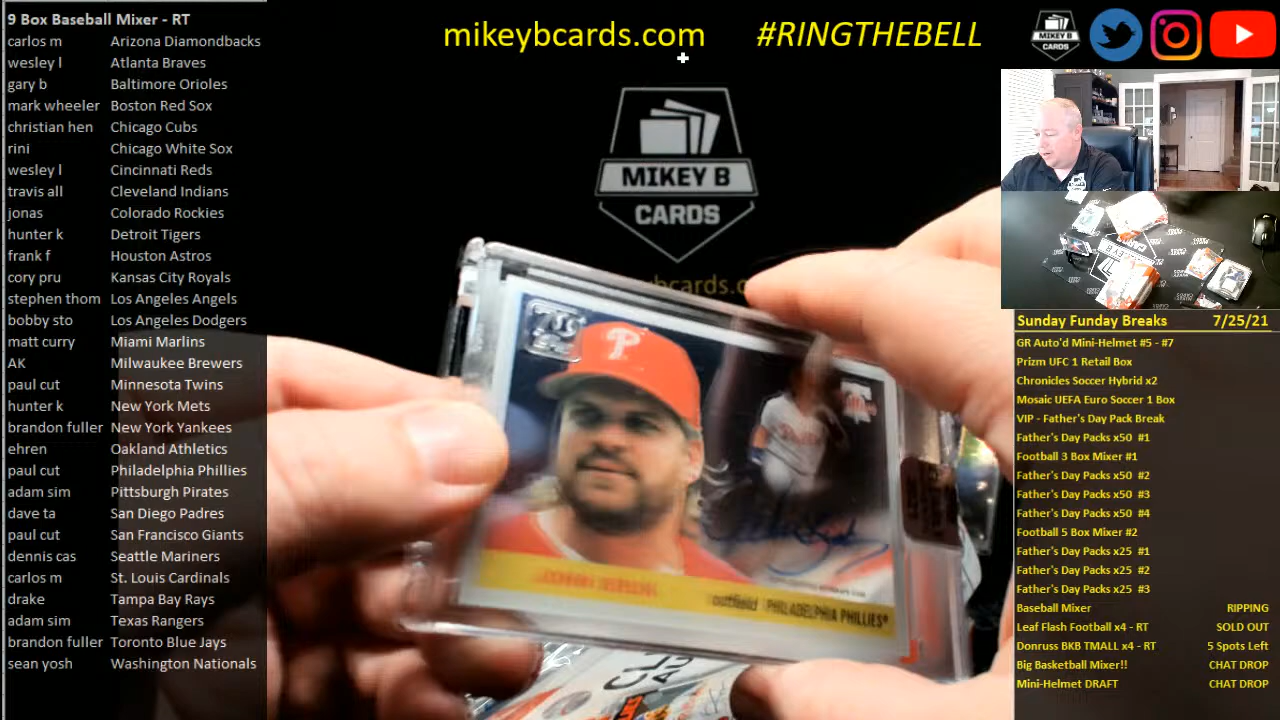 9 Box Baseball Mixer - RT
carlos m Arizona Diamondbacks
wesley l Atlanta Braves
gary b Baltimore Orioles
mark wheeler Boston Red Sox
christian hen Chicago Cubs
rini Chicago White Sox
wesley l Cincinnati Reds
travis all Cleveland Indians
jonas Colorado Rockies
hunter k Detroit Tigers
frank f Houston Astros
cory pru Kansas City Royals
stephen thom Los Angeles Angels
bobby sto Los Angeles Dodgers
matt curry Miami Marlins
AK Milwaukee Brewers
paul cut Minnesota Twins
hunter k New York Mets
brandon fuller New York Yankees
ehren Oakland Athletics
paul cut Philadelphia Phillies
adam sim Pittsburgh Pirates
dave ta San Diego Padres
paul cut San Francisco Giants
dennis cas Seattle Mariners
carlos m St. Louis Cardinals
drake Tampa Bay Rays
adam sim Texas Rangers
brandon fuller Toronto Blue Jays
sean yosh Washington Nationals
mikeybcards.com #RINGTHEBELL
MIKEY B
CARDS
MIKEY B
CARDS
P
outfield PHILADELPHIA PHILLIES
Sunday Funday Breaks 7/25/21
GR Auto'd Mini-Helmet #5 - #7
Prizm UFC 1 Retail Box
Chronicles Soccer Hybrid x2
Mosaic UEFA Euro Soccer 1 Box
VIP - Father's Day Pack Break
Father's Day Packs x50 #1
Football 3 Box Mixer #1
Father's Day Packs x50 #2
Father's Day Packs x50 #3
Father's Day Packs x50 #4
Football 5 Box Mixer #2
Father's Day Packs x25 #1
Father's Day Packs x25 #2
Father's Day Packs x25 #3
Baseball Mixer RIPPING
Leaf Flash Football x4 - RT SOLD OUT
Donruss BKB TMALL x4 - RT 5 Spots Left
Big Basketball Mixer!! CHAT DROP
Mini-Helmet DRAFT CHAT DROP